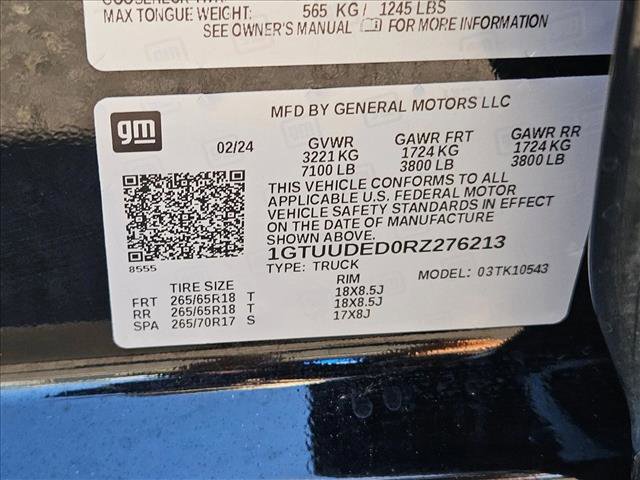 MAX TONGUE WEIGHT: 565 KG / 1245 LBS
SEE OWNER'S MANUAL FOR MORE INFORMATION
MFD BY GENERAL MOTORS LLC
gm
02/24 GVWR GAWR FRT GAWR RR
3221 KG 1724 KG 1724 KG
7100 LB 3800 LB 3800 LB
THIS VEHICLE CONFORMS TO ALL
APPLICABLE U.S. FEDERAL MOTOR
VEHICLE SAFETY STANDARDS IN EFFECT
ON THE DATE OF MANUFACTURE
SHOWN ABOVE.
1GTUUDED0RZ276213
8555
TYPE: TRUCK MODEL: 03TK10543
TIRE SIZE RIM
FRT 265/65R18 T 18X8.5J
RR 265/65R18 T 18X8.5J
SPA 265/70R17 S 17X8J